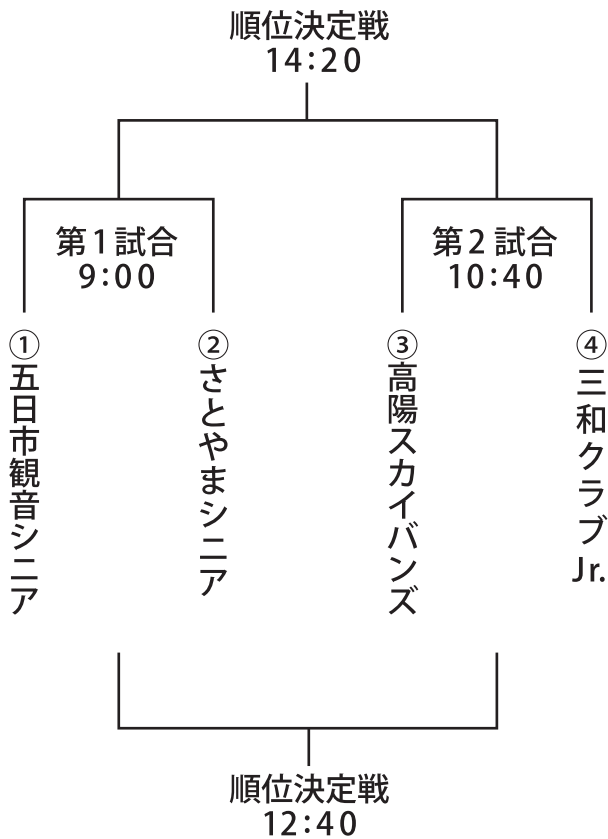 順位決定戦
14:20
第1試合
9:00
第2試合
10:40
①五日市観音シニア
②さとやまシニア
③高陽スカイバンズ
④三和クラブJr.
順位決定戦
12:40